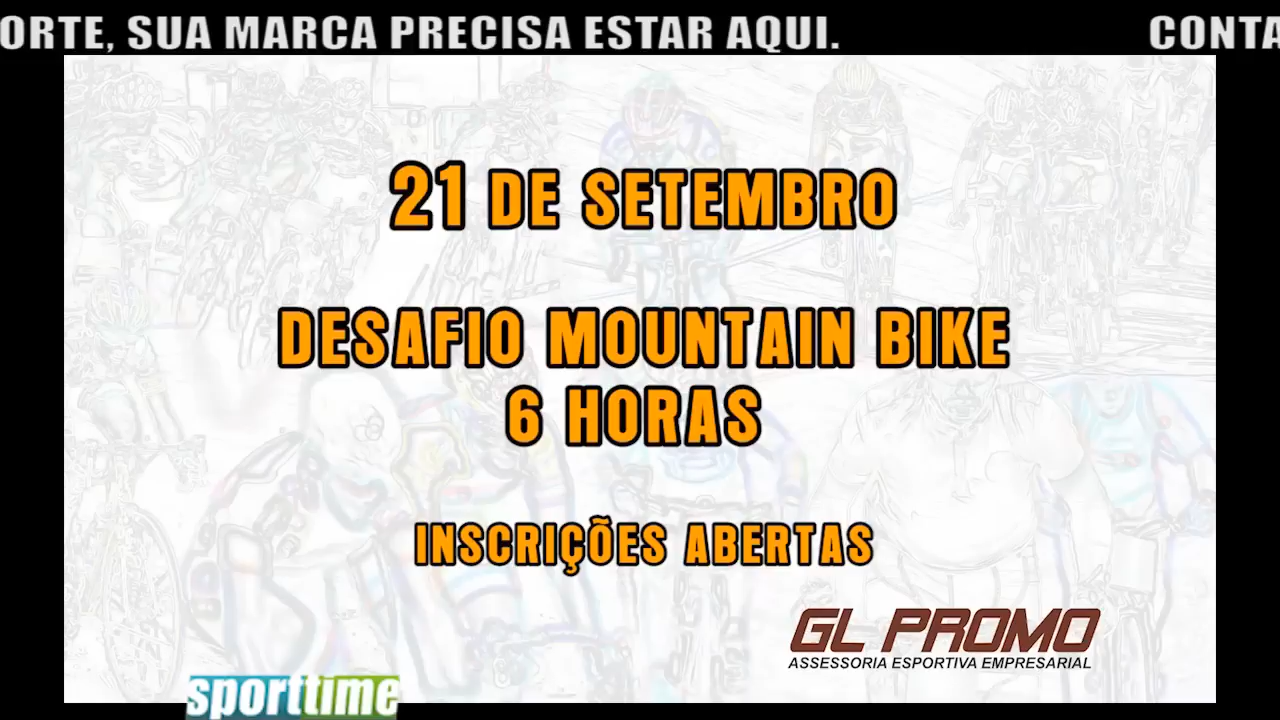 ORTE, SUA MARCA PRECISA ESTAR AQUI. CONTA
21 DE SETEMBRO
DESAFIO MOUNTAIN BIKE
6 HORAS
INSCRIÇÕES ABERTAS
GL PROMO
ASSESSORIA ESPORTIVA EMPRESARIAL
sporttime